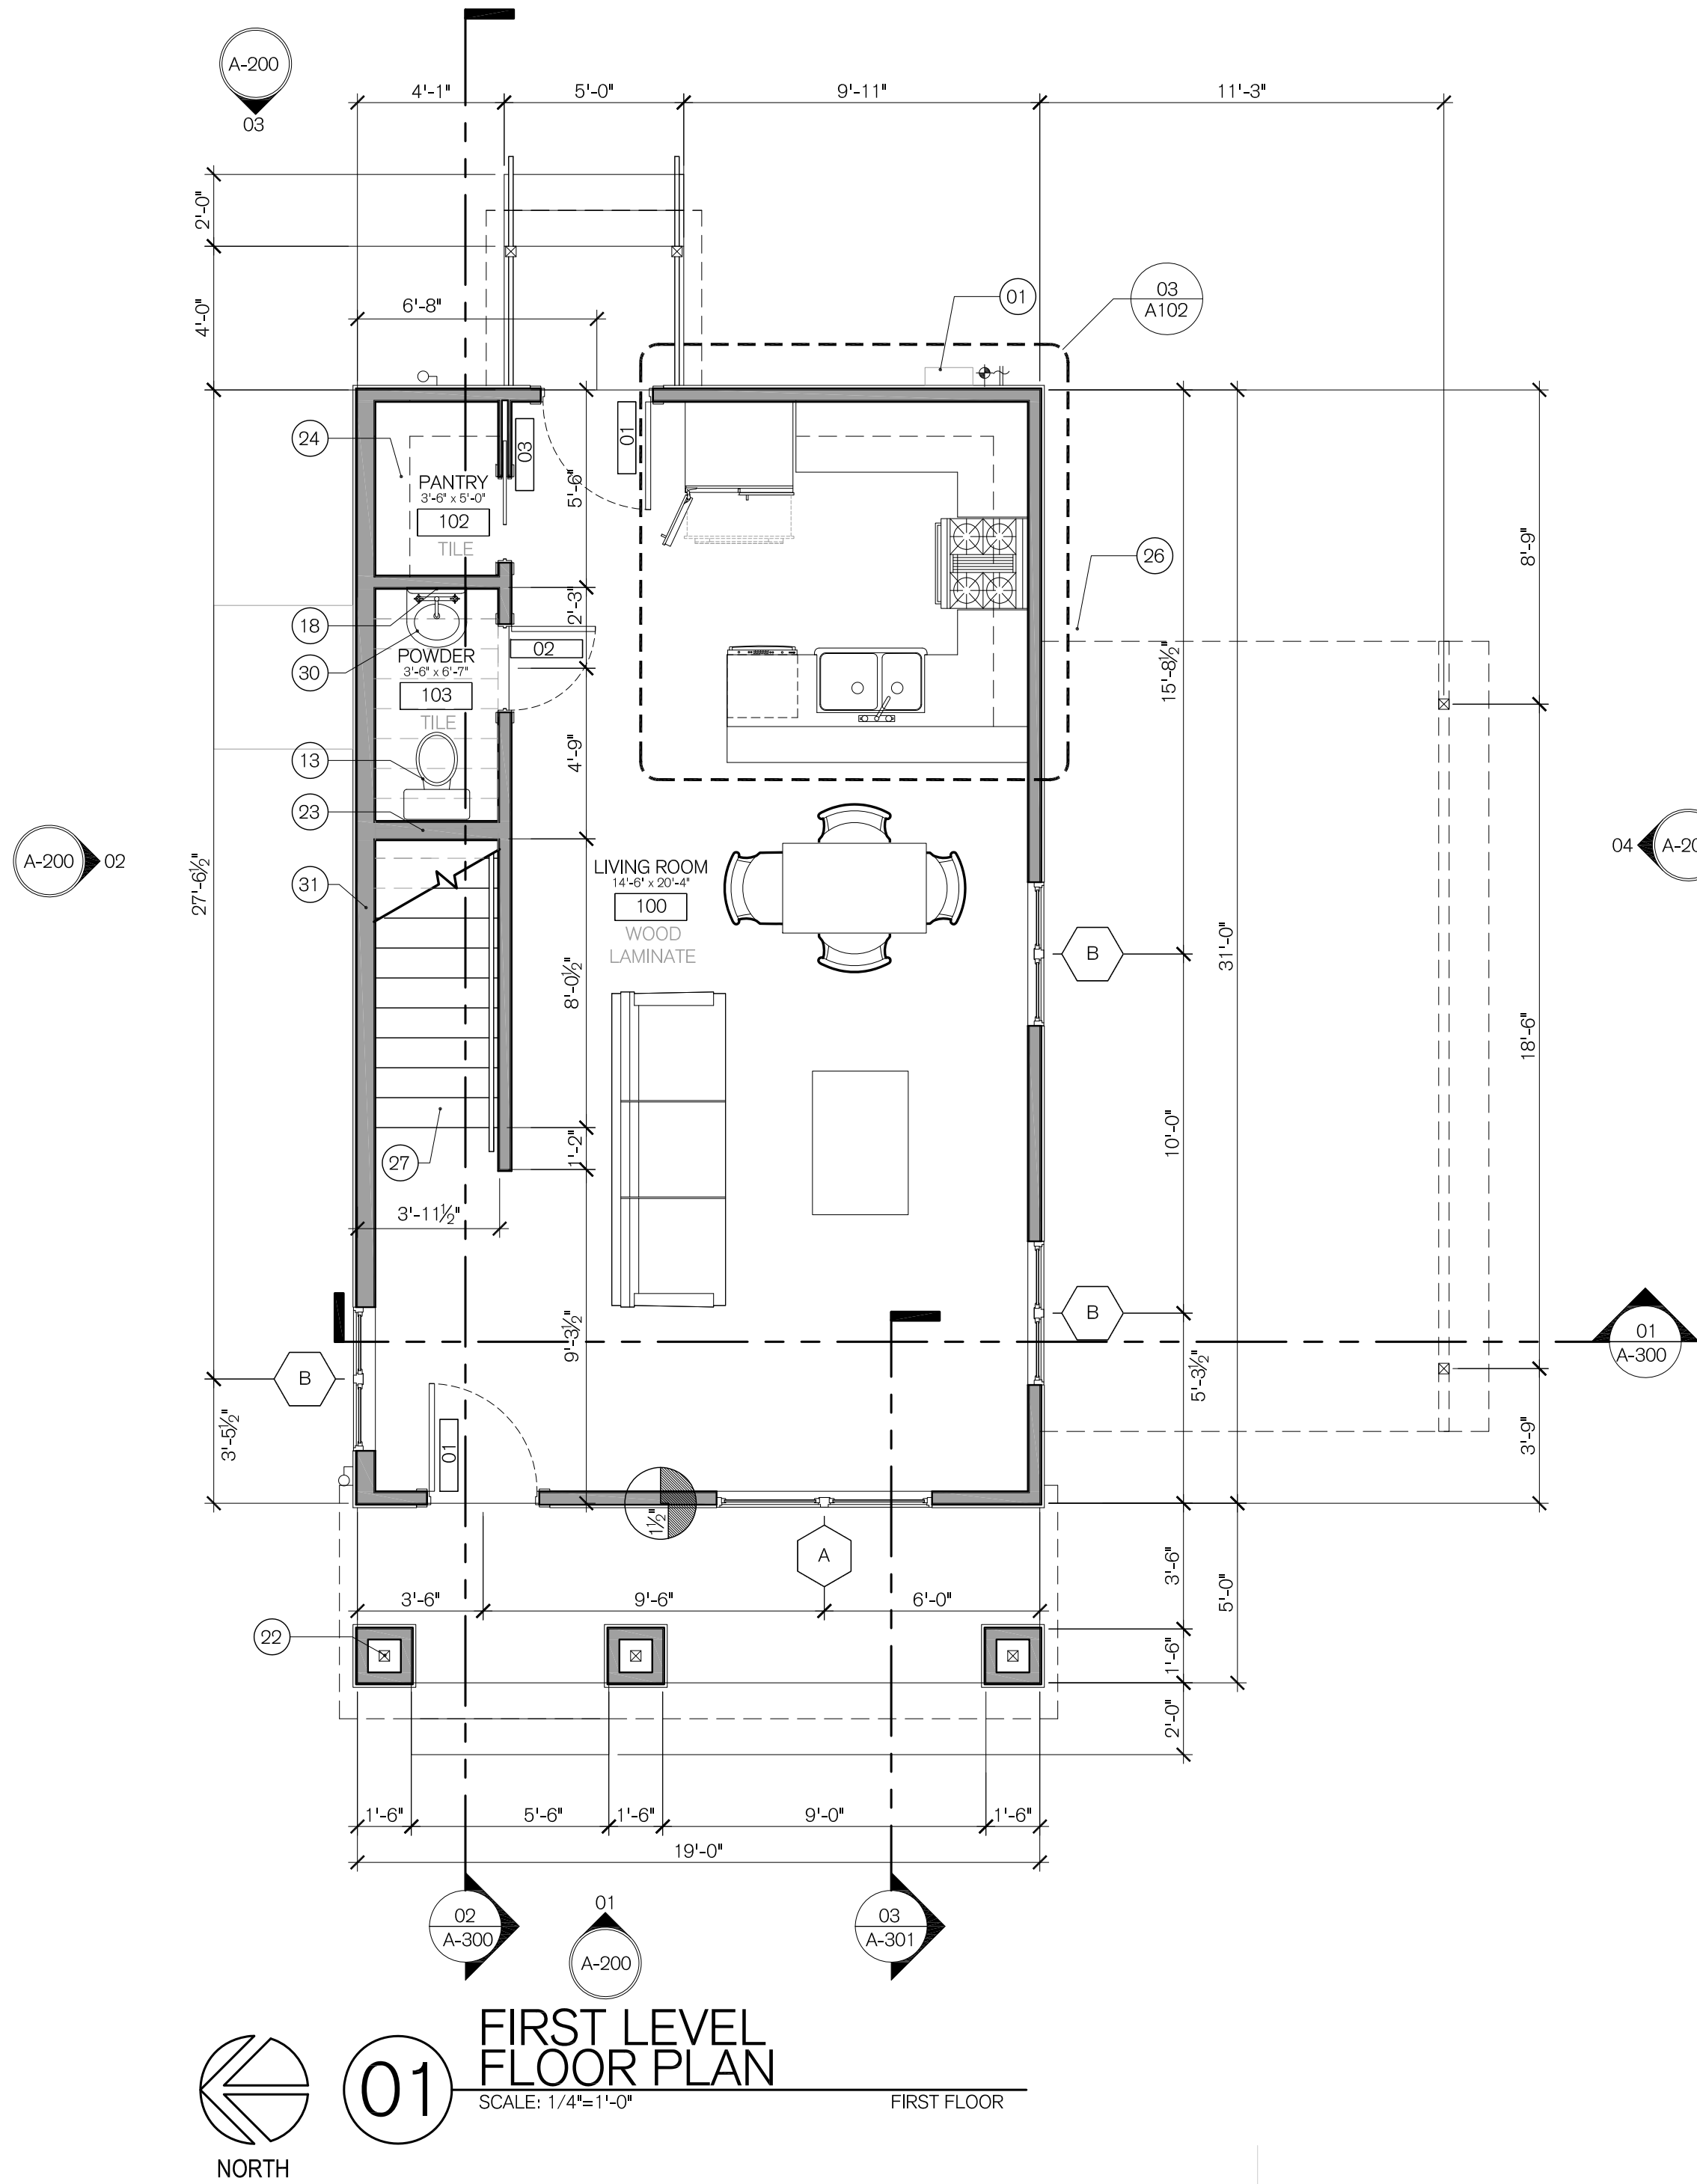 A-200
03
4'-1"
5'-0"
9'-11"
11'-3"
2'-0"
4'-0"
6'-8"
01
03
A102
24
03
01
PANTRY
3'-6" x 5'-0"
102
TILE
5'-6"
26
8'-9"
18
2'-3"
30
02
POWDER
3'-6" x 6'-7"
103
TILE
15'-8½"
13
4'-9"
23
A-200
02
27'-6½"
31
LIVING ROOM
14'-6' x 20'-4"
100
WOOD
LAMINATE
04
A-20
B
31'-0"
8'-0½"
18'-6"
27
1'-2"
10'-0"
3'-11½"
9'-3½"
B
01
A-300
B
5'-3½"
3'-5½"
01
3'-9"
1½"
A
3'-6"
5'-0"
3'-6"
9'-6"
6'-0"
22
1'-6"
2'-0"
1'-6"
5'-6"
1'-6"
9'-0"
1'-6"
19'-0"
02
A-300
01
A-200
03
A-301
NORTH
01
FIRST LEVEL
FLOOR PLAN
SCALE: 1/4"=1'-0"
FIRST FLOOR